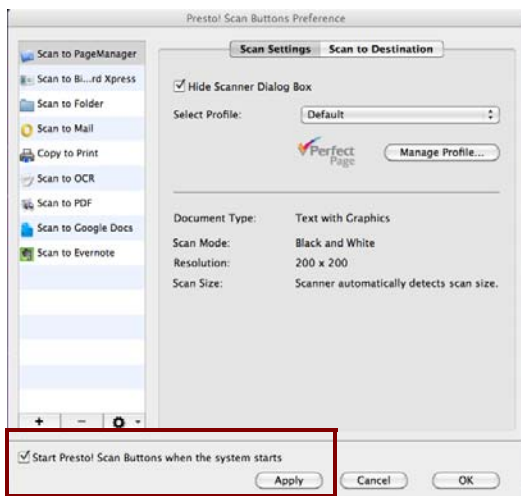 Presto! Scan Buttons Preference
Scan to PageManager
Scan to Bi...rd Xpress
Scan to Folder
Scan to Mail
Copy to Print
Scan to OCR
Scan to PDF
Scan to Google Docs
Scan to Evernote
+ -
Scan Settings Scan to Destination
Hide Scanner Dialog Box
Select Profile: Default
Perfect
Page
Manage Profile...
Document Type: Text with Graphics
Scan Mode: Black and White
Resolution: 200 x 200
Scan Size: Scanner automatically detects scan size.
Start Presto! Scan Buttons when the system starts
Apply Cancel OK